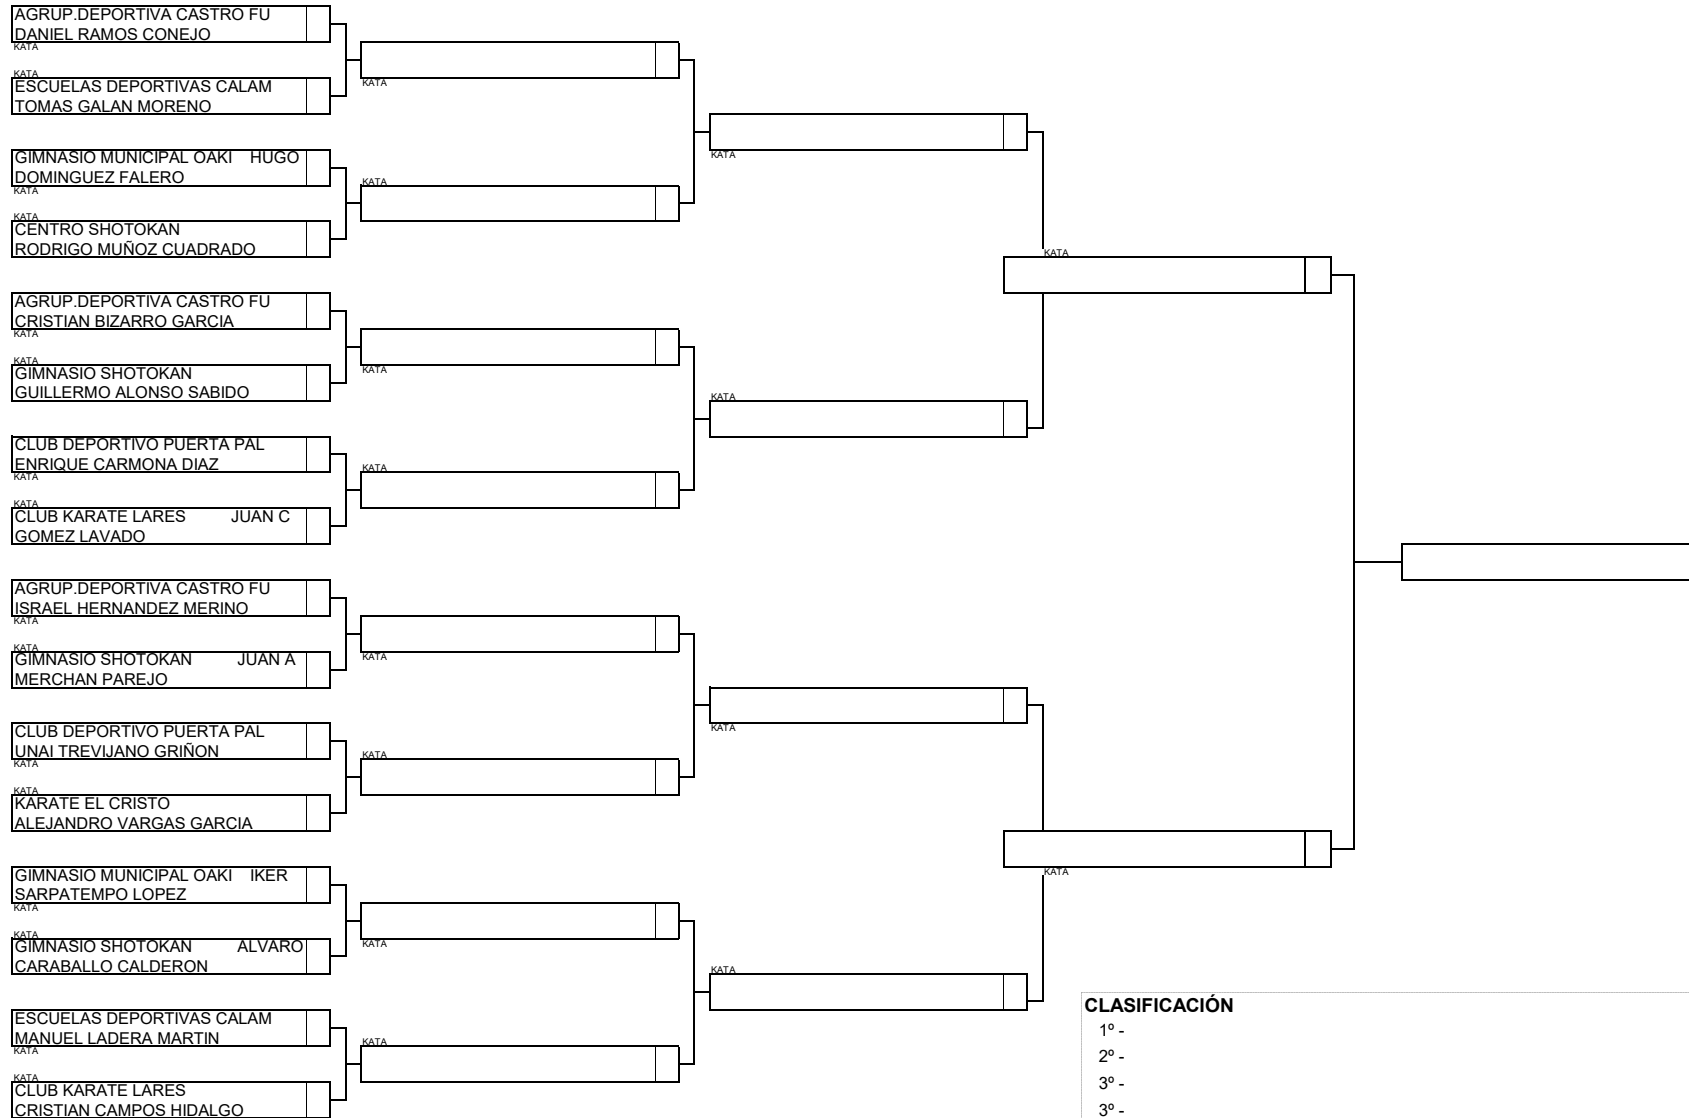 AGRUP.DEPORTIVA CASTRO FU
DANIEL RAMOS CONEJO
KATA
KATA
ESCUELAS DEPORTIVAS CALAM
TOMAS GALAN MORENO
GIMNASIO MUNICIPAL OAKI HUGO
DOMINGUEZ FALERO
KATA
KATA
CENTRO SHOTOKAN
RODRIGO MUÑOZ CUADRADO
AGRUP.DEPORTIVA CASTRO FU
CRISTIAN BIZARRO GARCIA
KATA
KATA
GIMNASIO SHOTOKAN
GUILLERMO ALONSO SABIDO
CLUB DEPORTIVO PUERTA PAL
ENRIQUE CARMONA DIAZ
KATA
KATA
CLUB KARATE LARES JUAN C
GOMEZ LAVADO
AGRUP.DEPORTIVA CASTRO FU
ISRAEL HERNANDEZ MERINO
KATA
KATA
GIMNASIO SHOTOKAN JUAN A
MERCHAN PAREJO
CLUB DEPORTIVO PUERTA PAL
UNAI TREVIJANO GRIÑON
KATA
KATA
KARATE EL CRISTO
ALEJANDRO VARGAS GARCIA
GIMNASIO MUNICIPAL OAKI IKER
SARPATEMPO LOPEZ
KATA
KATA
GIMNASIO SHOTOKAN ALVARO
CARABALLO CALDERON
ESCUELAS DEPORTIVAS CALAM
MANUEL LADERA MARTIN
KATA
KATA
CLUB KARATE LARES
CRISTIAN CAMPOS HIDALGO
KATA
KATA
KATA
KATA
KATA
KATA
KATA
KATA
KATA
KATA
KATA
KATA
KATA
KATA
CLASIFICACIÓN
1º -
2º -
3º -
3º -